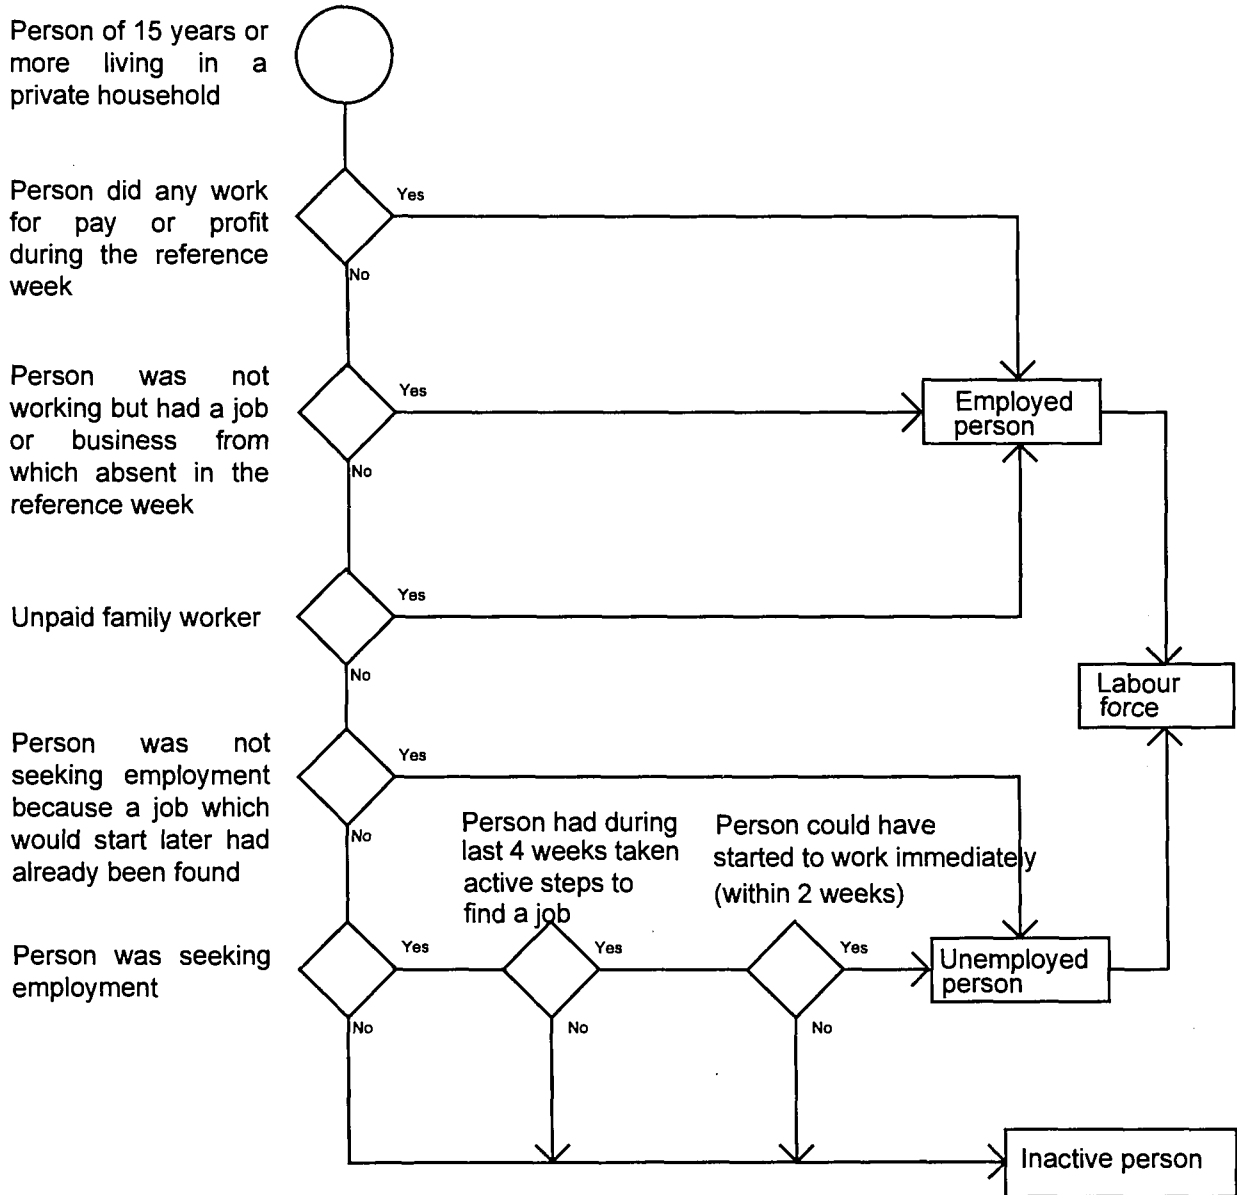 Person of 15 years or
more living in a
private household
Person did any work
for pay or profit
during the reference
week
Yes
No
Person was not
working but had a job
or business from
which absent in the
reference week
Yes
No
Employed
person
Unpaid family worker
Yes
No
Labour
force
Person was not
seeking employment
because a job which
would start later had
already been found
Yes
No
Person had during
last 4 weeks taken
active steps to
find a job
Person could have
started to work immediately
(within 2 weeks)
Person was seeking
employment
Yes
No
Yes
No
Yes
No
Unemployed
person
Inactive person